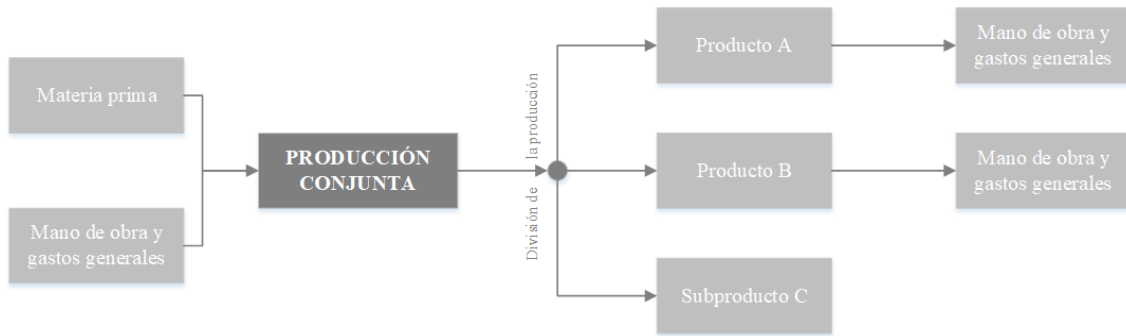 Materia prima
Mano de obra y
gastos generales
PRODUCCIÓN
CONJUNTA
División de la producción
Producto A
Mano de obra y
gastos generales
Producto B
Mano de obra y
gastos generales
Subproducto C